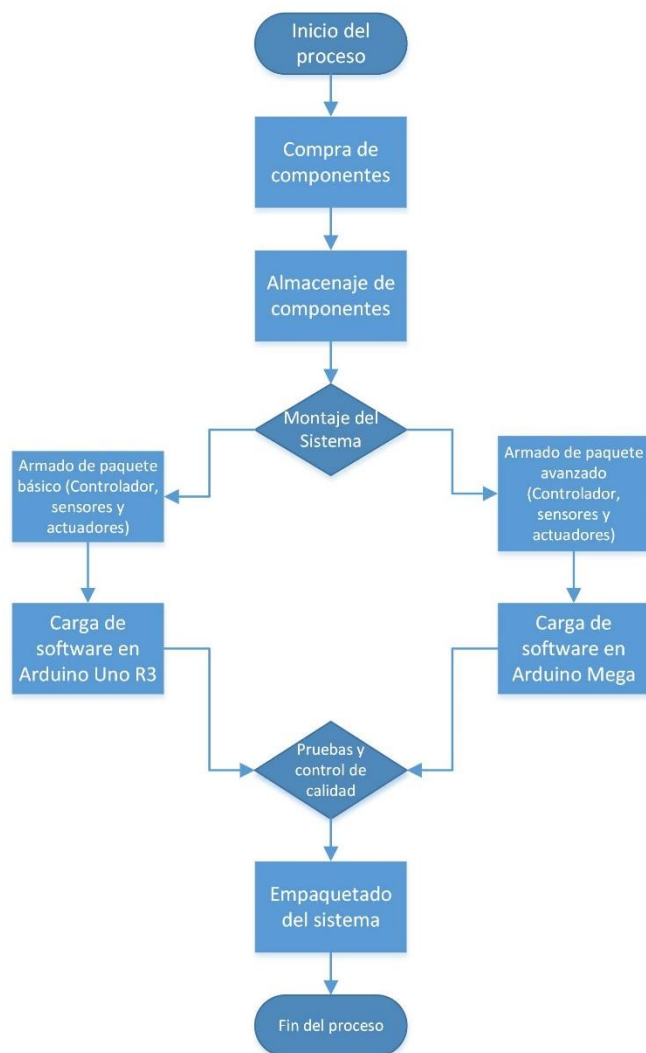 Inicio del
proceso
Compra de
componentes
Almacenaje de
componentes
Montaje del
Sistema
Armado de paquete
básico (Controlador,
sensores y
actuadores)
Armado de paquete
avanzado
(Controlador,
sensores y
actuadores)
Carga de
software en
Arduino Uno R3
Carga de
software en
Arduino Mega
Pruebas y
control de
calidad
Empaquetado
del sistema
Fin del proceso